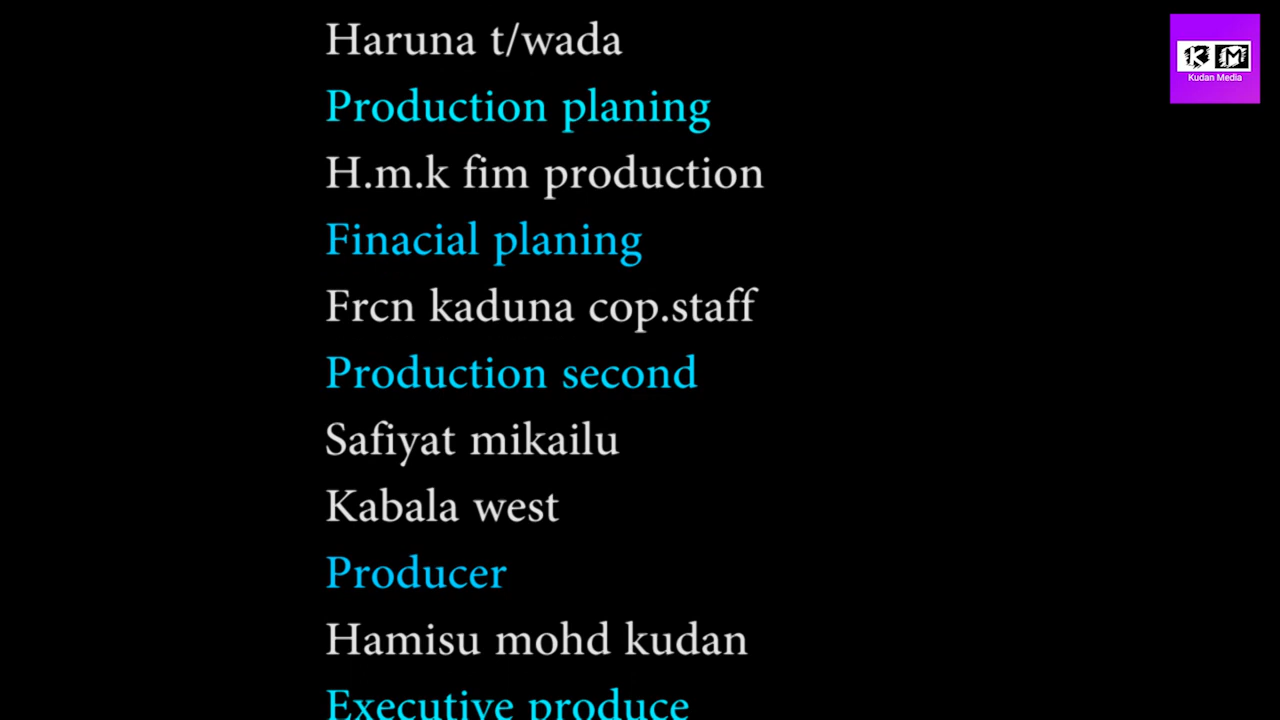 Haruna t/wada
Production planing
H.m.k fim production
Finacial planing
Frcn kaduna cop.staff
Production second
Safiyat mikailu
Kabala west
Producer
Hamisu mohd kudan
Executive produce
K M
Kudan Media